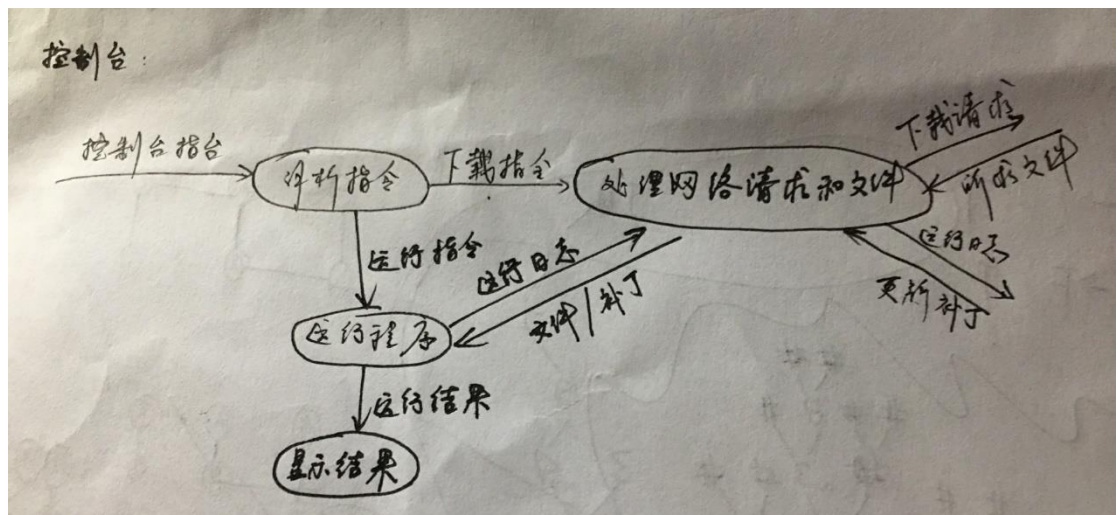 控制台:
控制台指台
下载请求
所求文件
分析指令
下载指令
处理网络请求和文件
运行指令
运行日志
文件/补丁
运行日志
更新补丁
运行程序
运行结果
显示结果